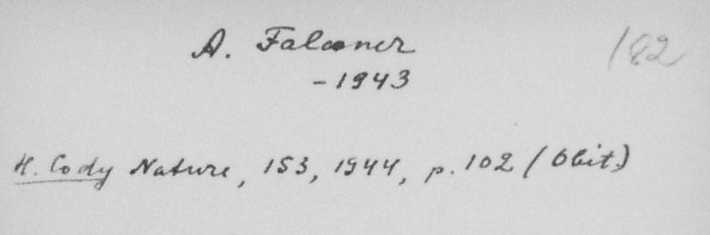 A. Falconer
182
- 1943
H. Cody Nature, 153, 1944, p. 102 (Obit.)